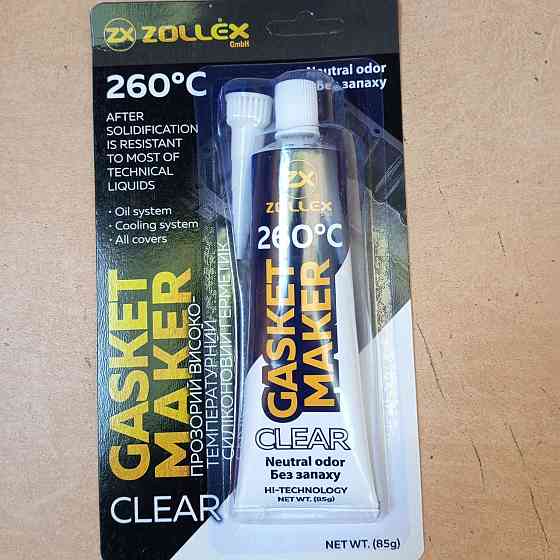 ZX ZOLLEX
GmbH
260°C
Neutral odor
Без запаху
AFTER
SOLIDIFICATION
IS RESISTANT
TO MOST OF
TECHNICAL
LIQUIDS
· Oil system
· Cooling system
· All covers
GASKET
MAKER
ПРОЗОРИЙ ВИСОКО-
ТЕМПЕРАТУРНИЙ
СИЛІКОНОВИЙ ГЕРМЕТИК
CLEAR
ZX
ZOLLEX
260°C
GASKET
MAKER
CLEAR
Neutral odor
Без запаху
HI-TECHNOLOGY
NET WT. (85g)
NET WT. (85g)